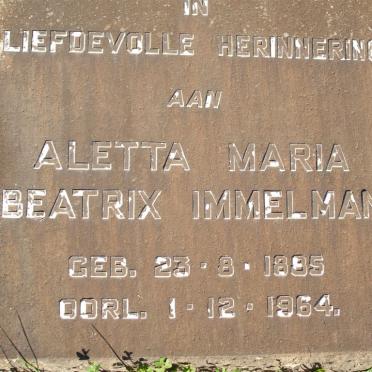 IN
LIEFDEVOLLE HERINNERING
AAN
ALETTA MARIA
BEATRIX IMMELMAN
GEB. 23 - 8 - 1885
OORL. 1 - 12 - 1964.